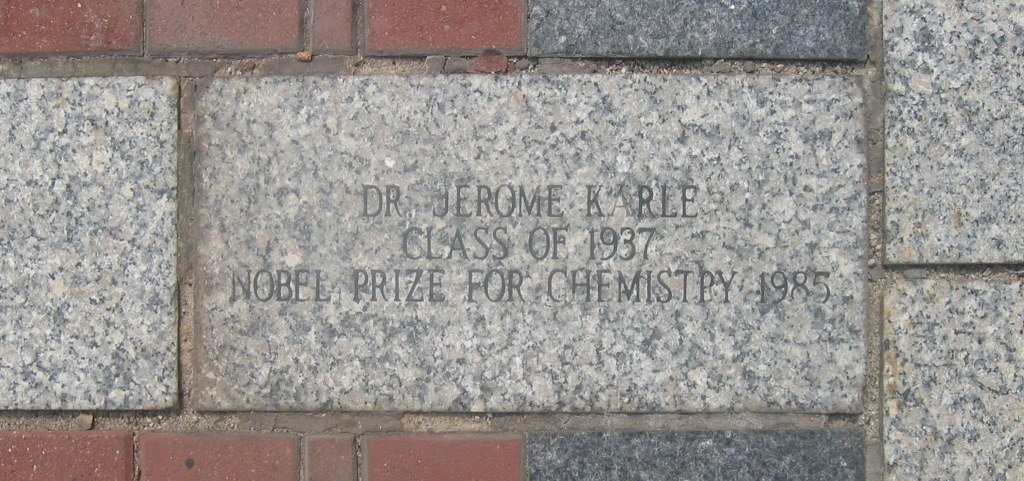 DR. JEROME KARLE
CLASS OF 1937
NOBEL PRIZE FOR CHEMISTRY 1985